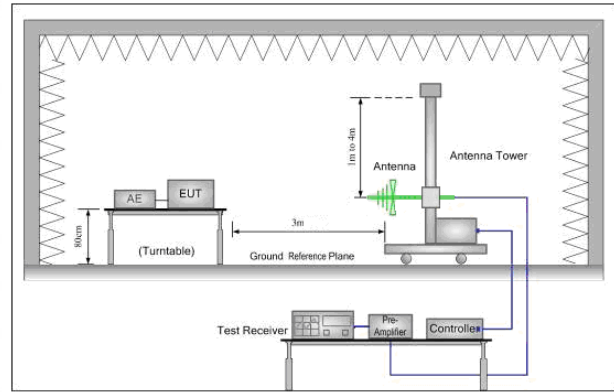 1m to 4m
Antenna
Antenna Tower
AE
EUT
80cm
(Turntable)
3m
Ground Reference Plane
Test Receiver
Pre-
Amplifier
Controller